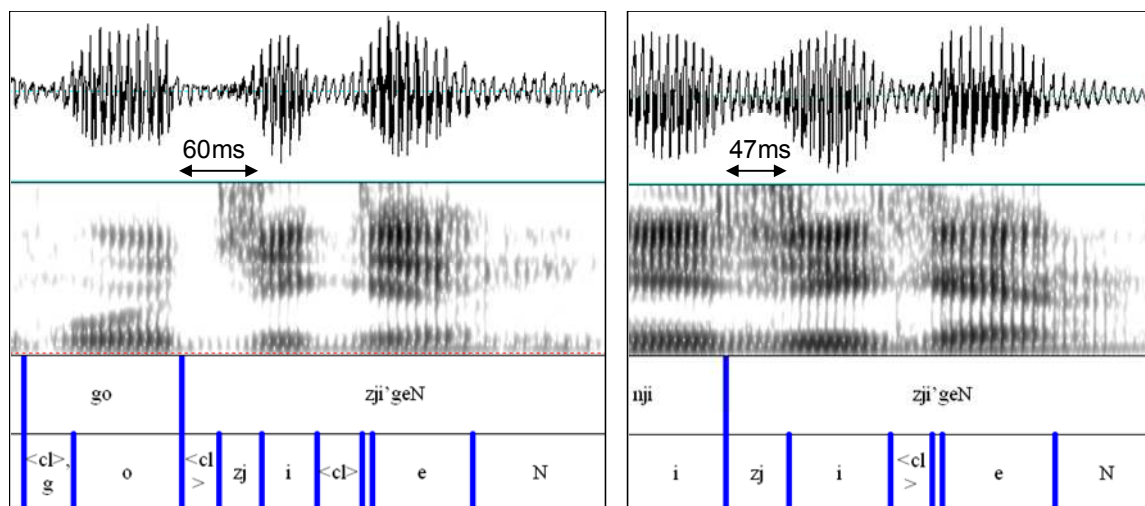 60ms
go
zji’geN
<cl>,
g
o
<cl
>
zj
i
<cl>
e
N
47ms
nji
zji’geN
i
zj
i
<cl
>
e
N